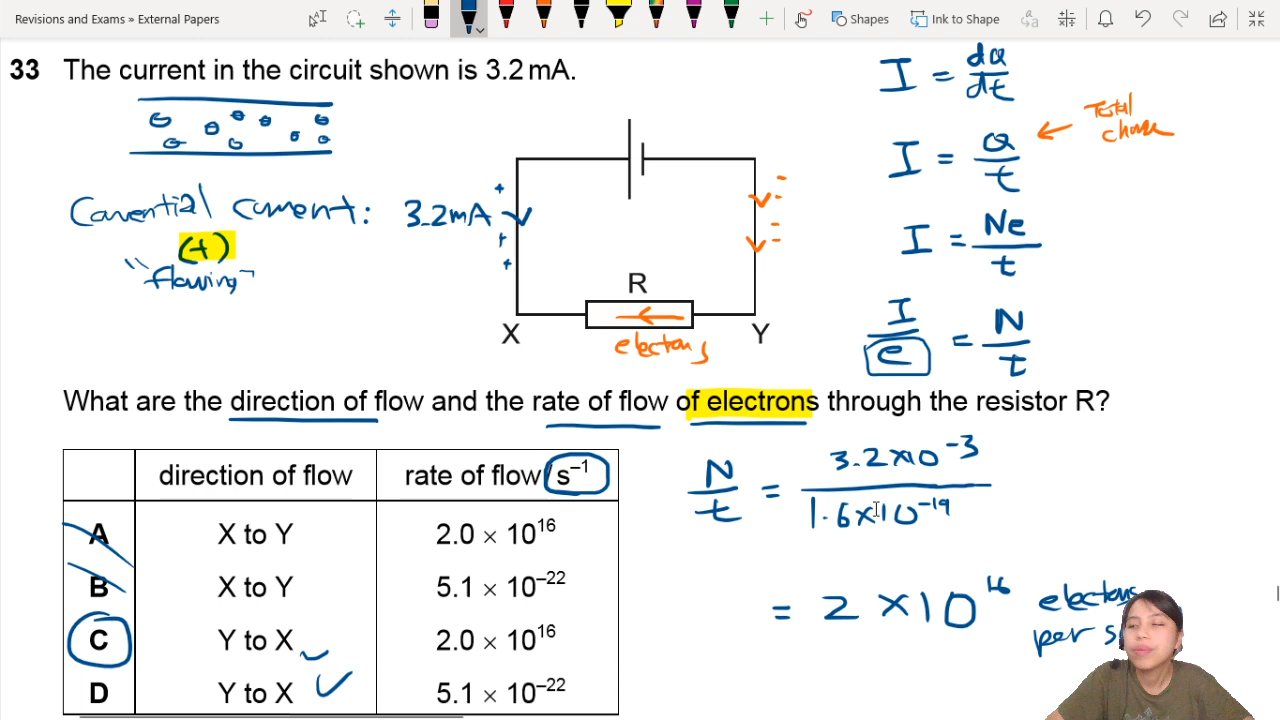 Revisions and Exams » External Papers
Shapes
Ink to Shape
33 The current in the circuit shown is 3.2 mA.
I = dQ/dt
Total
charge
I = Q/t
Convential current: 3.2mA
(+)
"flowing"
I = Ne/t
R
X
Y
electrons
I/e = N/t
What are the direction of flow and the rate of flow of electrons through the resistor R?
direction of flow rate of flow / s⁻¹
A X to Y 2.0 × 10¹⁶
B X to Y 5.1 × 10⁻²²
C Y to X 2.0 × 10¹⁶
D Y to X 5.1 × 10⁻²²
N/t = 3.2×10⁻³ / 1.6×10⁻¹⁹
= 2 × 10¹⁶ electrons
per s